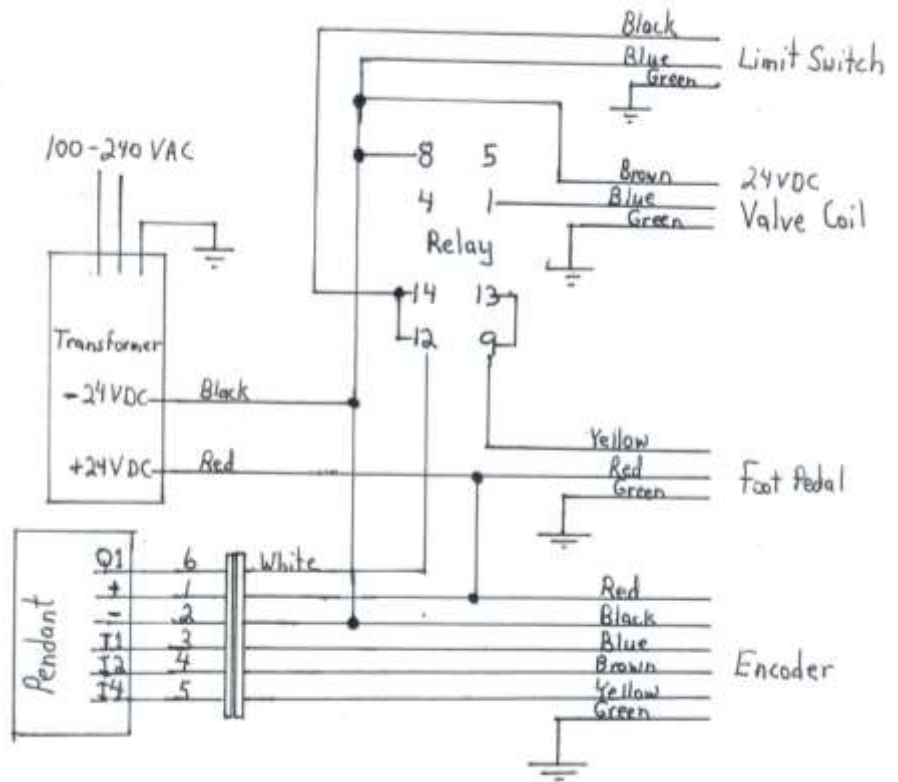 Black
Blue
Green
Limit Switch
100-240 VAC
8 5
4 1
Brown
Blue
Green
24VDC
Valve Coil
Relay
14 13
12 9
Transformer
-24VDC
Black
+24VDC
Red
Yellow
Red
Green
Foot Pedal
Pendant
Q1 6 White
+ 1 Red
- 2 Black
I1 3 Blue
I2 4 Brown
I4 5 Yellow
Green
Encoder